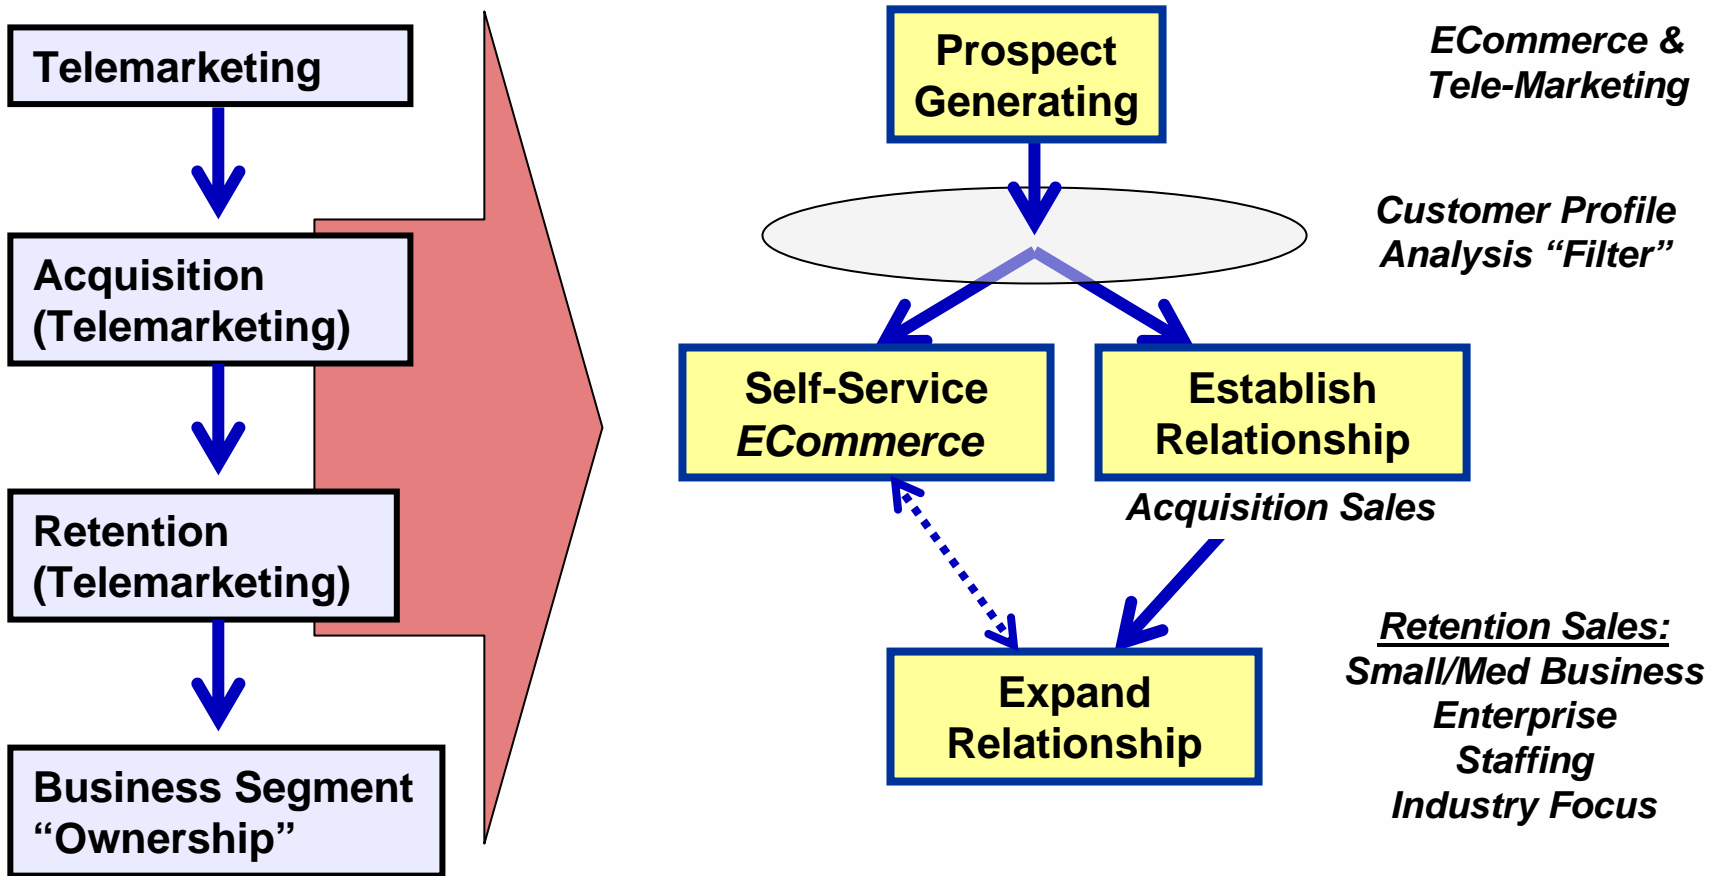 Telemarketing
Acquisition
(Telemarketing)
Retention
(Telemarketing)
Business Segment
“Ownership”
Prospect
Generating
ECommerce &
Tele-Marketing
Customer Profile
Analysis “Filter”
Self-Service
ECommerce
Establish
Relationship
Acquisition Sales
Expand
Relationship
Retention Sales:
Small/Med Business
Enterprise
Staffing
Industry Focus